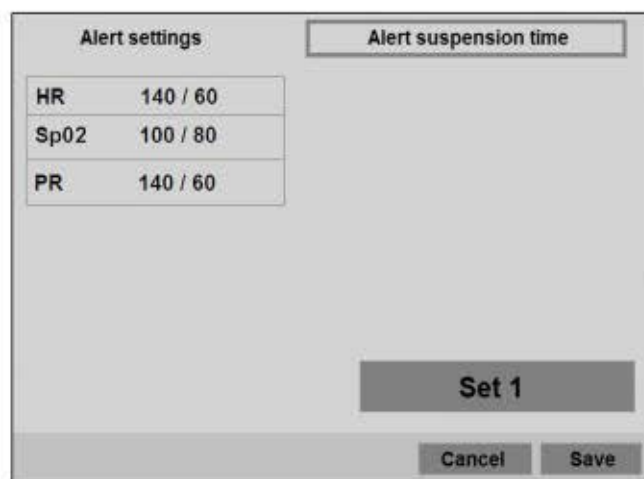 Alert settings
Alert suspension time
HR 140 / 60
Sp02 100 / 80
PR 140 / 60
Set 1
Cancel Save